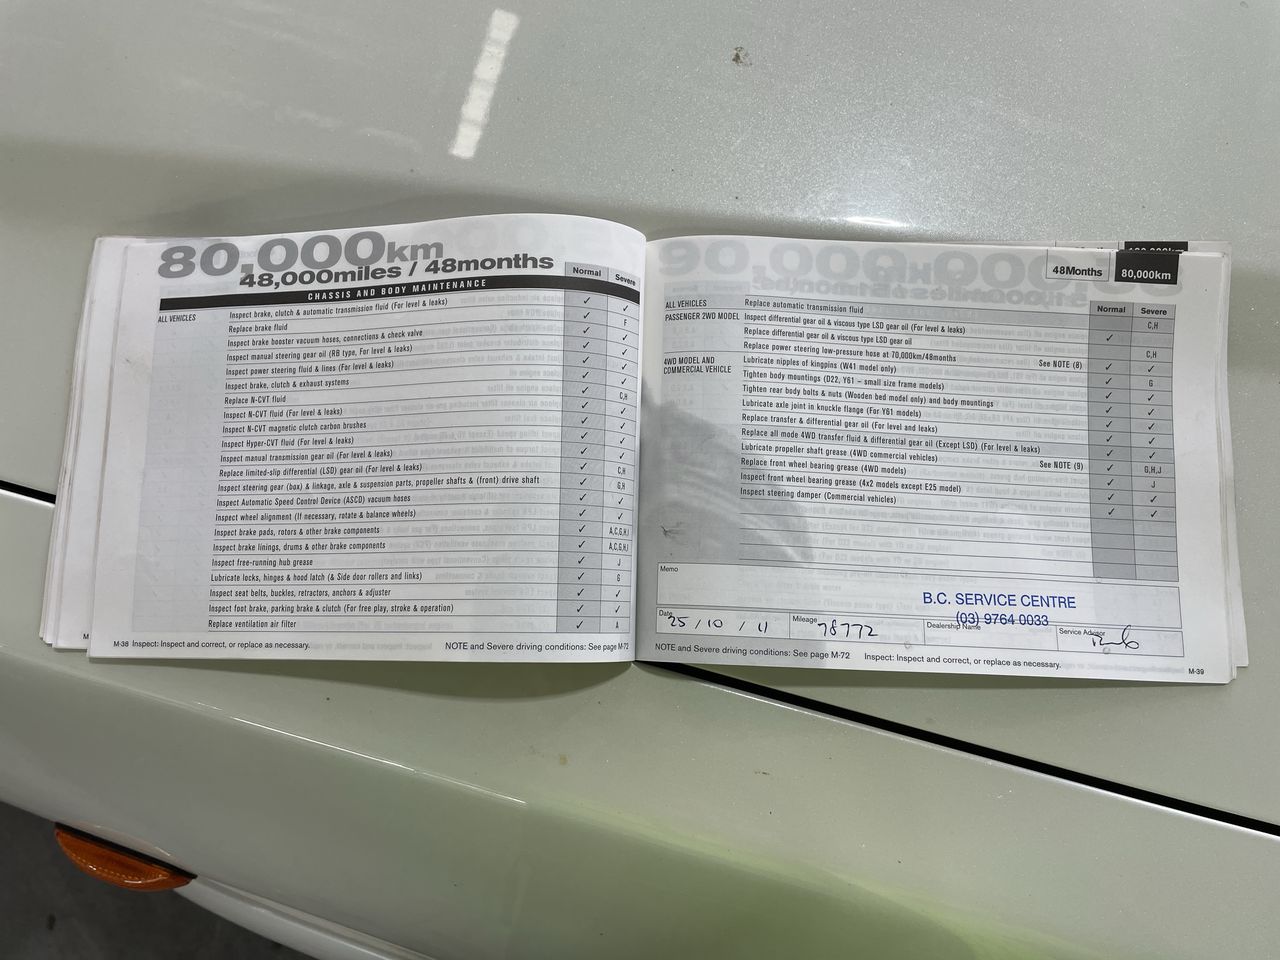 80,000km
48,000miles / 48months
Normal Severe
CHASSIS AND BODY MAINTENANCE
ALL VEHICLES
Inspect brake, clutch & automatic transmission fluid (For level & leaks) ✓ ✓
Replace brake fluid ✓ F
Inspect brake booster vacuum hoses, connections & check valve ✓ ✓
Inspect manual steering gear oil (RB type, For level & leaks) ✓ ✓
Inspect power steering fluid & lines (For level & leaks) ✓ ✓
Inspect brake, clutch & exhaust systems ✓ ✓
Replace N-CVT fluid ✓ C,H
Inspect N-CVT fluid (For level & leaks) ✓ ✓
Inspect N-CVT magnetic clutch carbon brushes ✓ ✓
Inspect Hyper-CVT fluid (For level & leaks) ✓ ✓
Inspect manual transmission gear oil (For level & leaks) ✓ ✓
Replace limited-slip differential (LSD) gear oil (For level & leaks) ✓ C,H
Inspect steering gear (box) & linkage, axle & suspension parts, propeller shafts & (front) drive shaft ✓ G,H
Inspect Automatic Speed Control Device (ASCD) vacuum hoses ✓ ✓
Inspect wheel alignment (If necessary, rotate & balance wheels) ✓ ✓
Inspect brake pads, rotors & other brake components ✓ A,C,G,H,I
Inspect brake linings, drums & other brake components ✓ A,C,G,H,I
Inspect free-running hub grease ✓ J
Lubricate locks, hinges & hood latch (& Side door rollers and links) ✓ G
Inspect seat belts, buckles, retractors, anchors & adjuster ✓ ✓
Inspect foot brake, parking brake & clutch (For free play, stroke & operation) ✓ ✓
Replace ventilation air filter ✓ A
M-38 Inspect: Inspect and correct, or replace as necessary. NOTE and Severe driving conditions: See page M-72
48Months 80,000km
Normal Severe
ALL VEHICLES
Replace automatic transmission fluid C,H
PASSENGER 2WD MODEL
Inspect differential gear oil & viscous type LSD gear oil (For level & leaks) ✓
Replace differential gear oil & viscous type LSD gear oil C,H
Replace power steering low-pressure hose at 70,000km/48months See NOTE (8) ✓ ✓
4WD MODEL AND
COMMERCIAL VEHICLE
Lubricate nipples of kingpins (W41 model only) ✓ G
Tighten body mountings (D22, Y61 – small size frame models) ✓ ✓
Tighten rear body bolts & nuts (Wooden bed model only) and body mountings ✓ ✓
Lubricate axle joint in knuckle flange (For Y61 models) ✓ ✓
Replace transfer & differential gear oil (For level and leaks) ✓ ✓
Replace all mode 4WD transfer fluid & differential gear oil (Except LSD) (For level & leaks) ✓ ✓
Lubricate propeller shaft grease (4WD commercial vehicles) See NOTE (9) ✓ G,H,J
Replace front wheel bearing grease (4WD models) ✓ J
Inspect front wheel bearing grease (4x2 models except E25 model) ✓ ✓
Inspect steering damper (Commercial vehicles) ✓ ✓
Memo
B.C. SERVICE CENTRE
(03) 9764 0033
Date 25 / 10 / 11 Mileage 78772 Dealership Name Service Advisor
NOTE and Severe driving conditions: See page M-72 Inspect: Inspect and correct, or replace as necessary. M-39